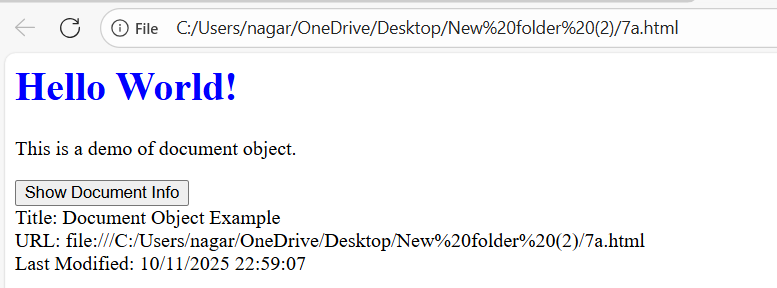 File C:/Users/nagar/OneDrive/Desktop/New%20folder%20(2)/7a.html
Hello World!
This is a demo of document object.
Show Document Info
Title: Document Object Example
URL: file:///C:/Users/nagar/OneDrive/Desktop/New%20folder%20(2)/7a.html
Last Modified: 10/11/2025 22:59:07